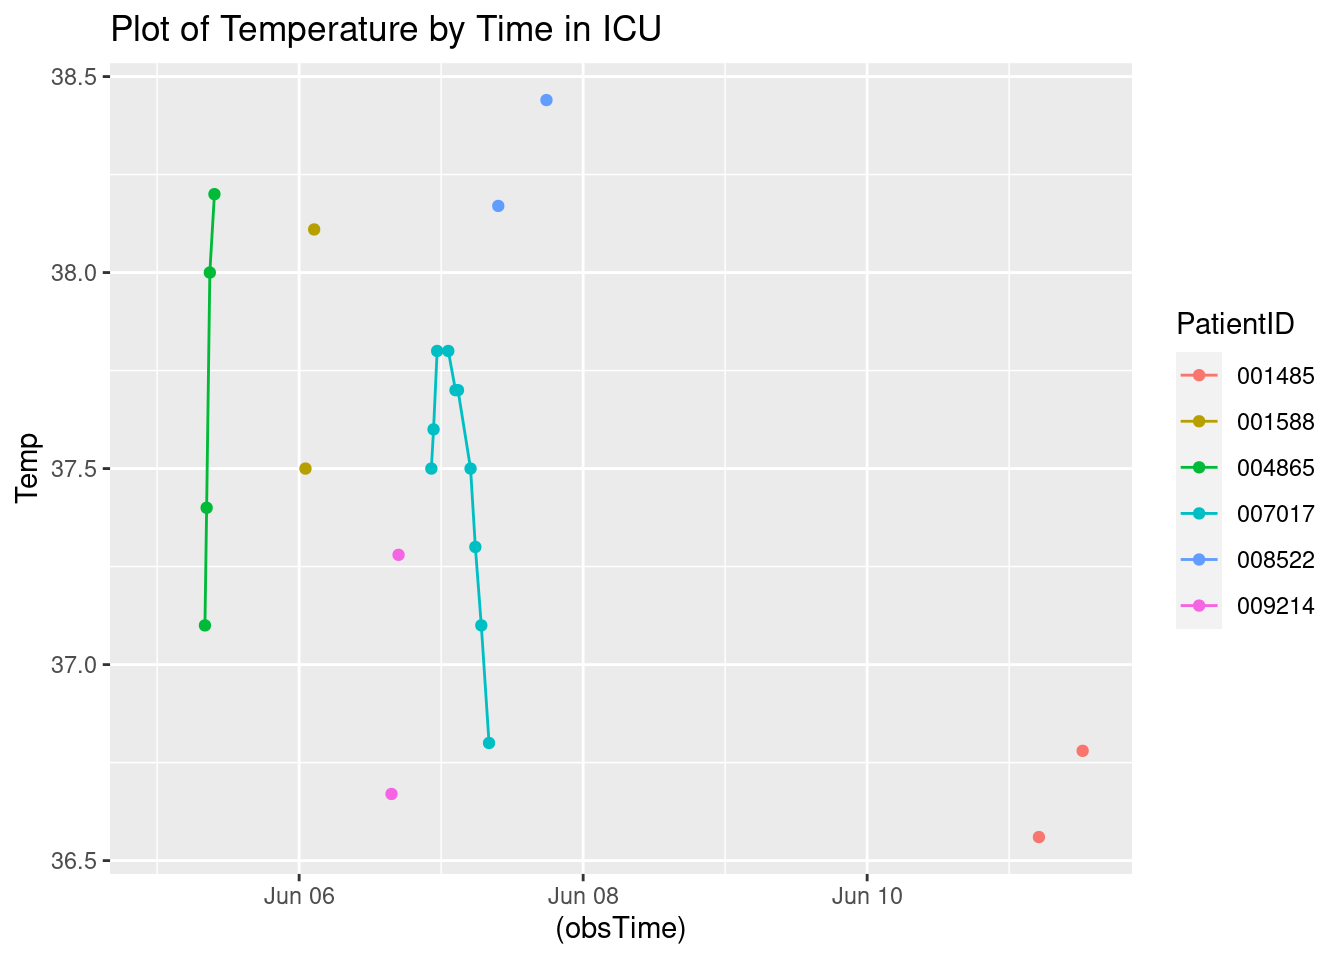 Plot of Temperature by Time in ICU
38.5
38.0
37.5
37.0
36.5
Temp
Jun 06
Jun 08
Jun 10
(obsTime)
PatientID
001485
001588
004865
007017
008522
009214